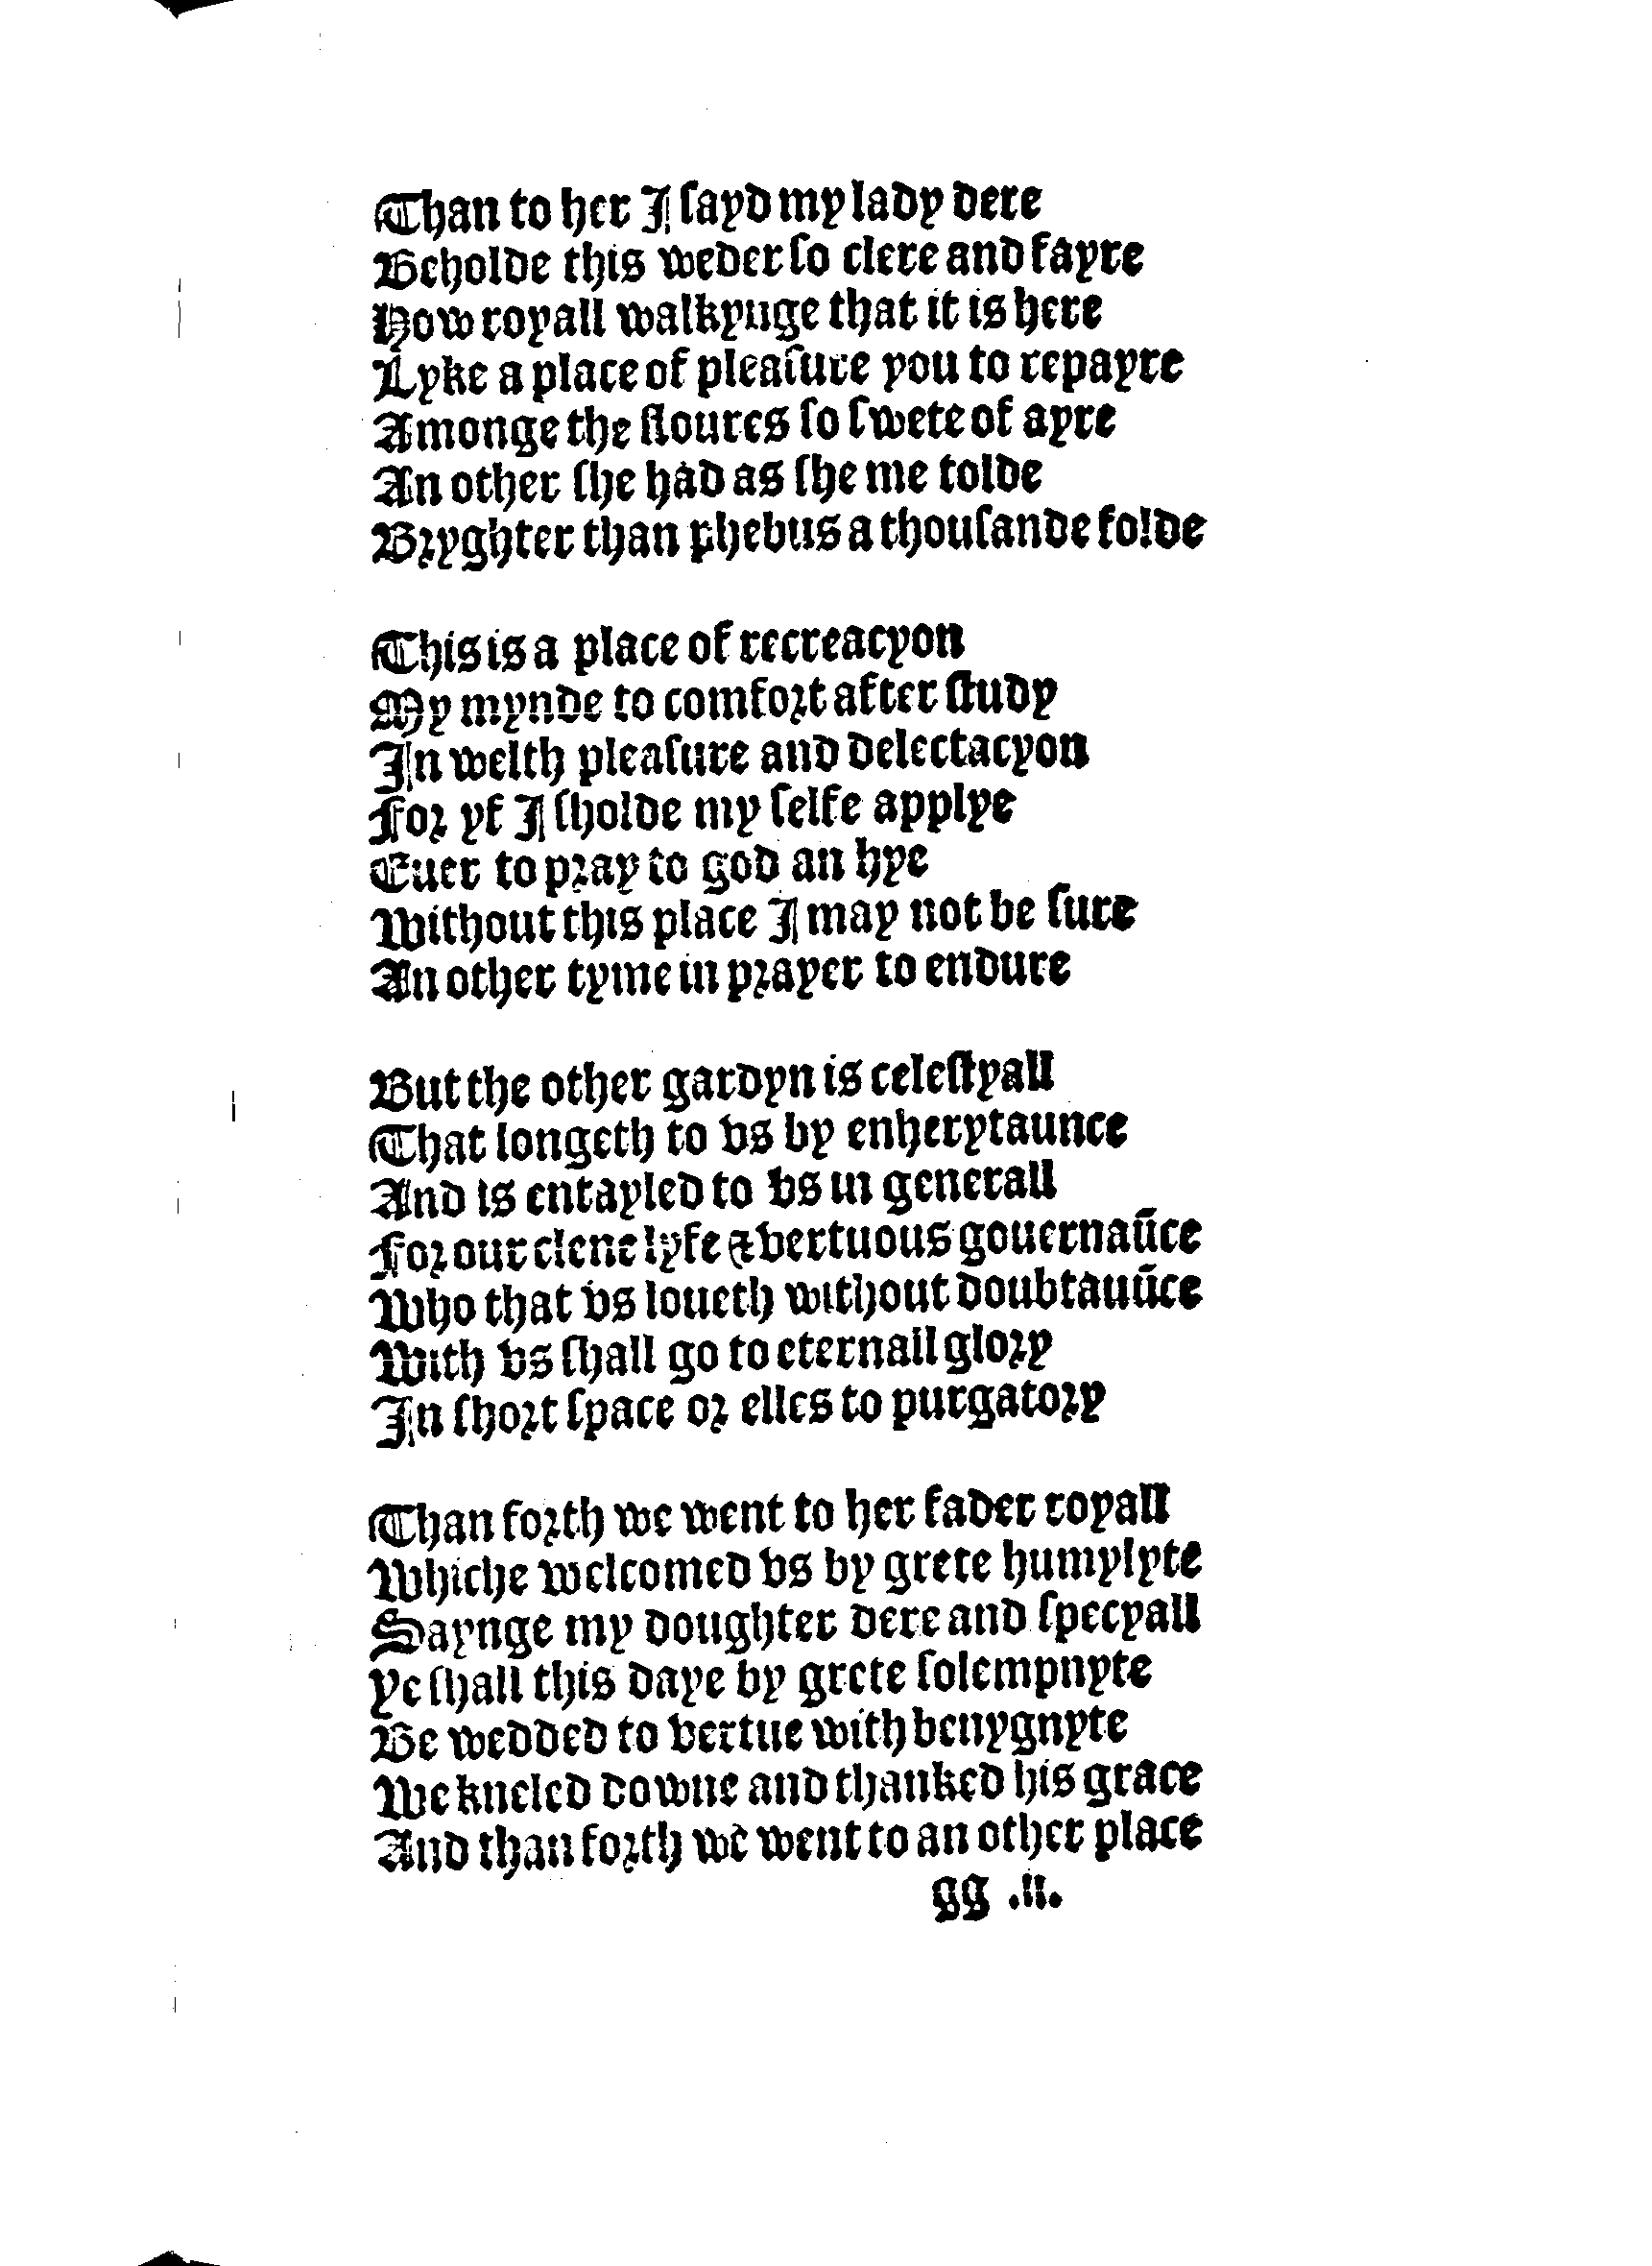 Than to her I ſayd my lady dere
Beholde this weder ſo clere and fayre
How royall walkynge that it is here
Lyke a place of pleaſure you to repayre
Amonge the floures ſo ſwete of ayre
An other ſhe had as ſhe me tolde
Bryghter than phebus a thouſande folde

This is a place of recreacyon
My mynde to comfort after ſtudy
In welth pleaſure and delectacyon
For yf I ſholde my ſelfe applye
Euer to pray to god an hye
Without this place I may not be ſure
An other tyme in prayer to endure

But the other gardyn is celeſtyall
That longeth to vs by enherytaunce
And is entayled to vs in generall
For our clene lyfe & vertuous gouernaūce
Who that vs loueth without doubtauūce
With vs ſhall go to eternall glory
In ſhort ſpace or elles to purgatory

Than forth we went to her fader royall
Whiche welcomed vs by grete humylyte
Saynge my doughter dere and ſpecyall
Ye ſhall this daye by grete ſolempnyte
Be wedded to vertue with benygnyte
We kneled downe and thanked his grace
And than forth we went to an other place
gg .ii.